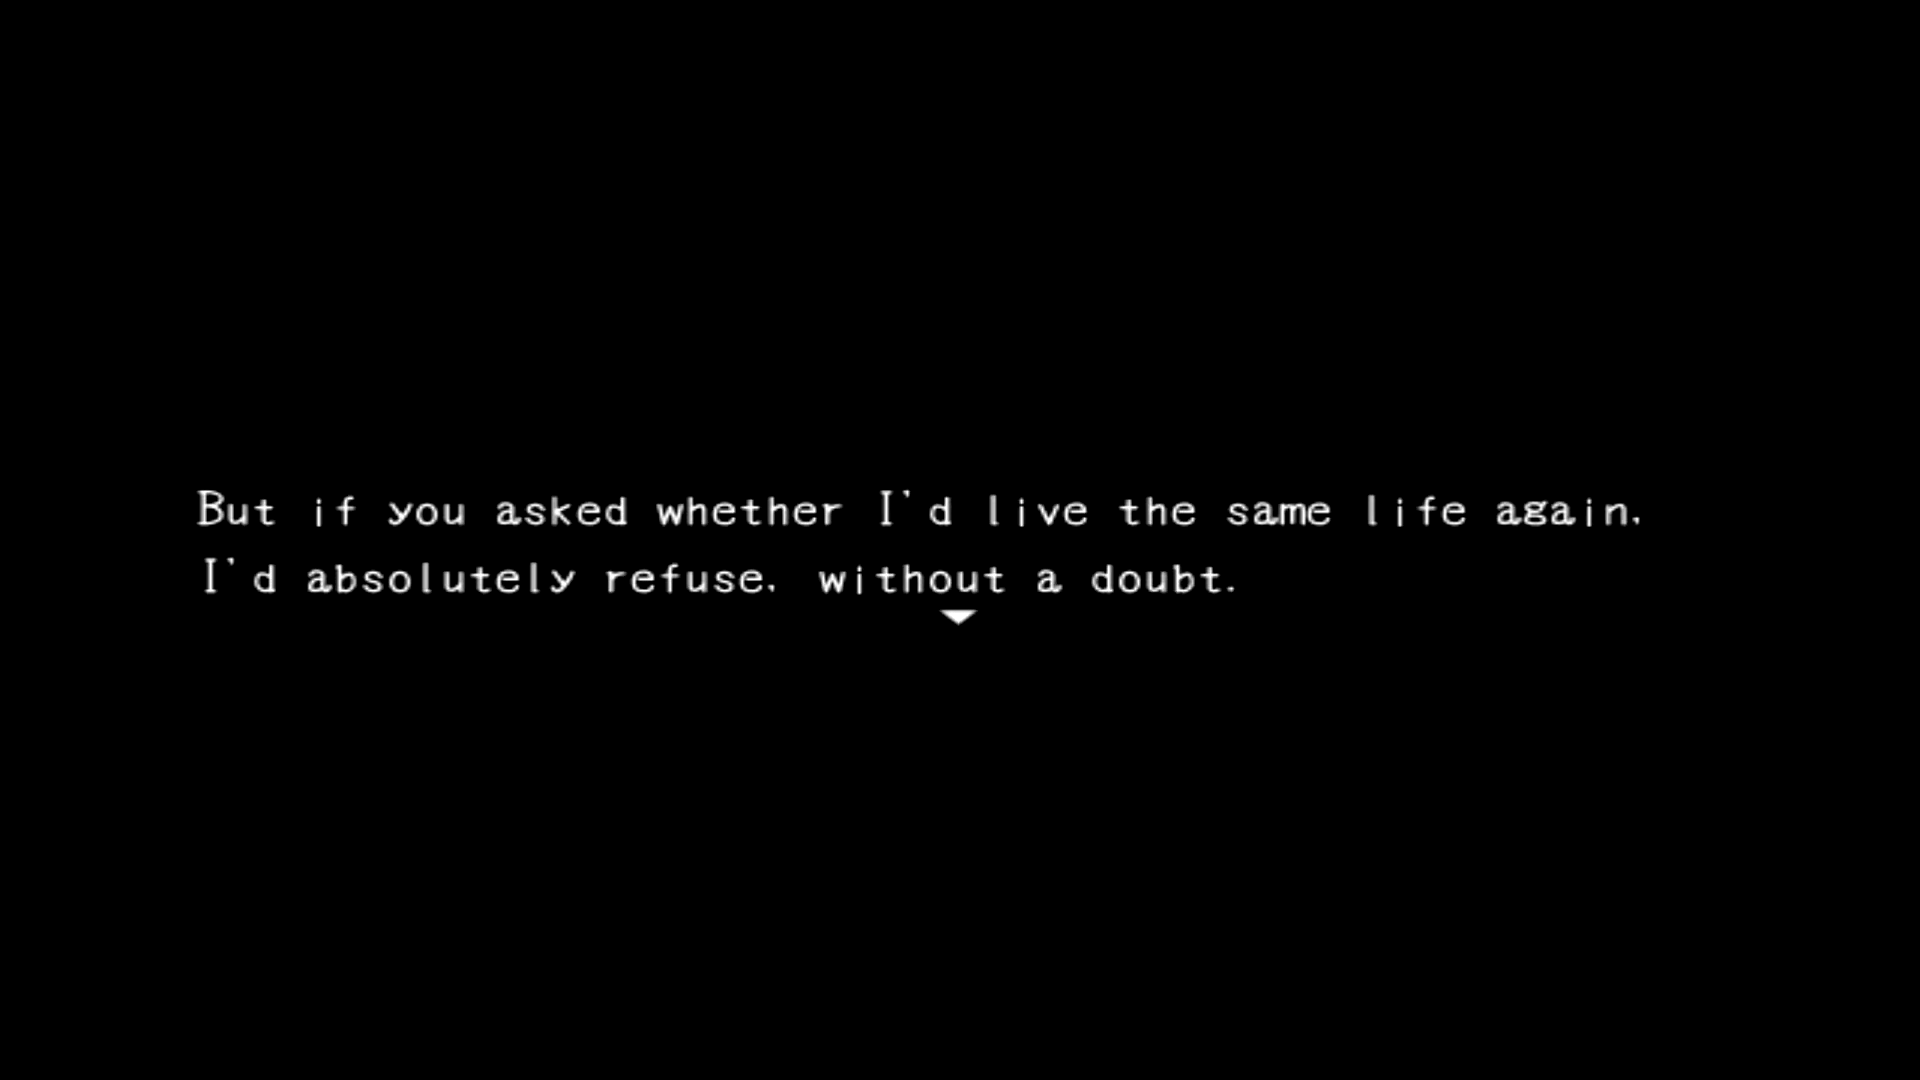 But if you asked whether I'd live the same life again,
I'd absolutely refuse, without a doubt.